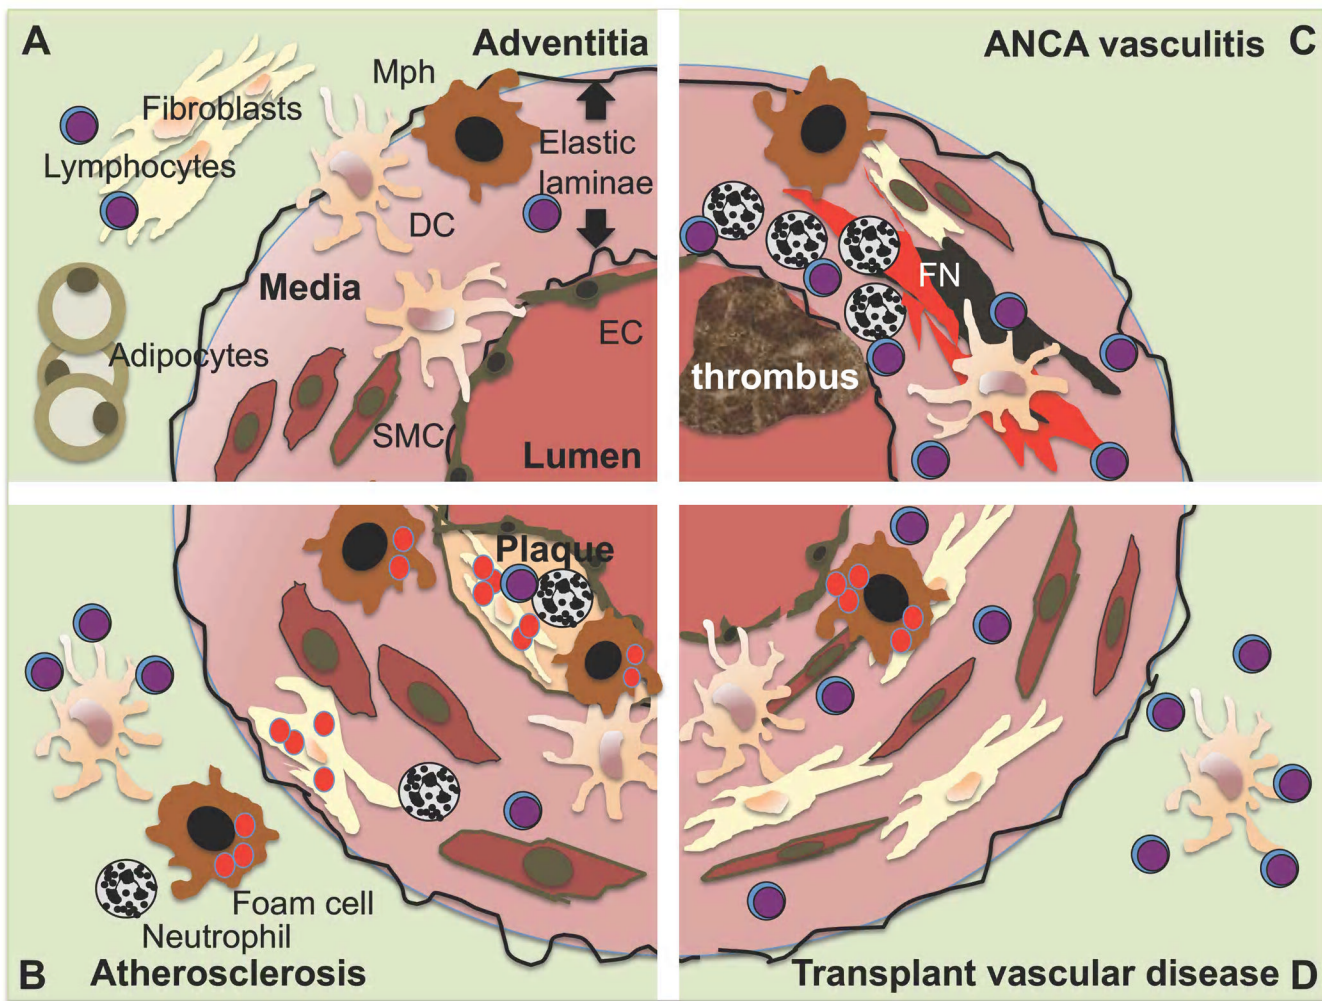 A
Adventitia
Mph
Fibroblasts
Lymphocytes
Elastic
laminae
DC
Media
EC
Adipocytes
SMC
Lumen
ANCA vasculitis C
FN
thrombus
Plaque
Foam cell
Neutrophil
B Atherosclerosis
Transplant vascular disease D